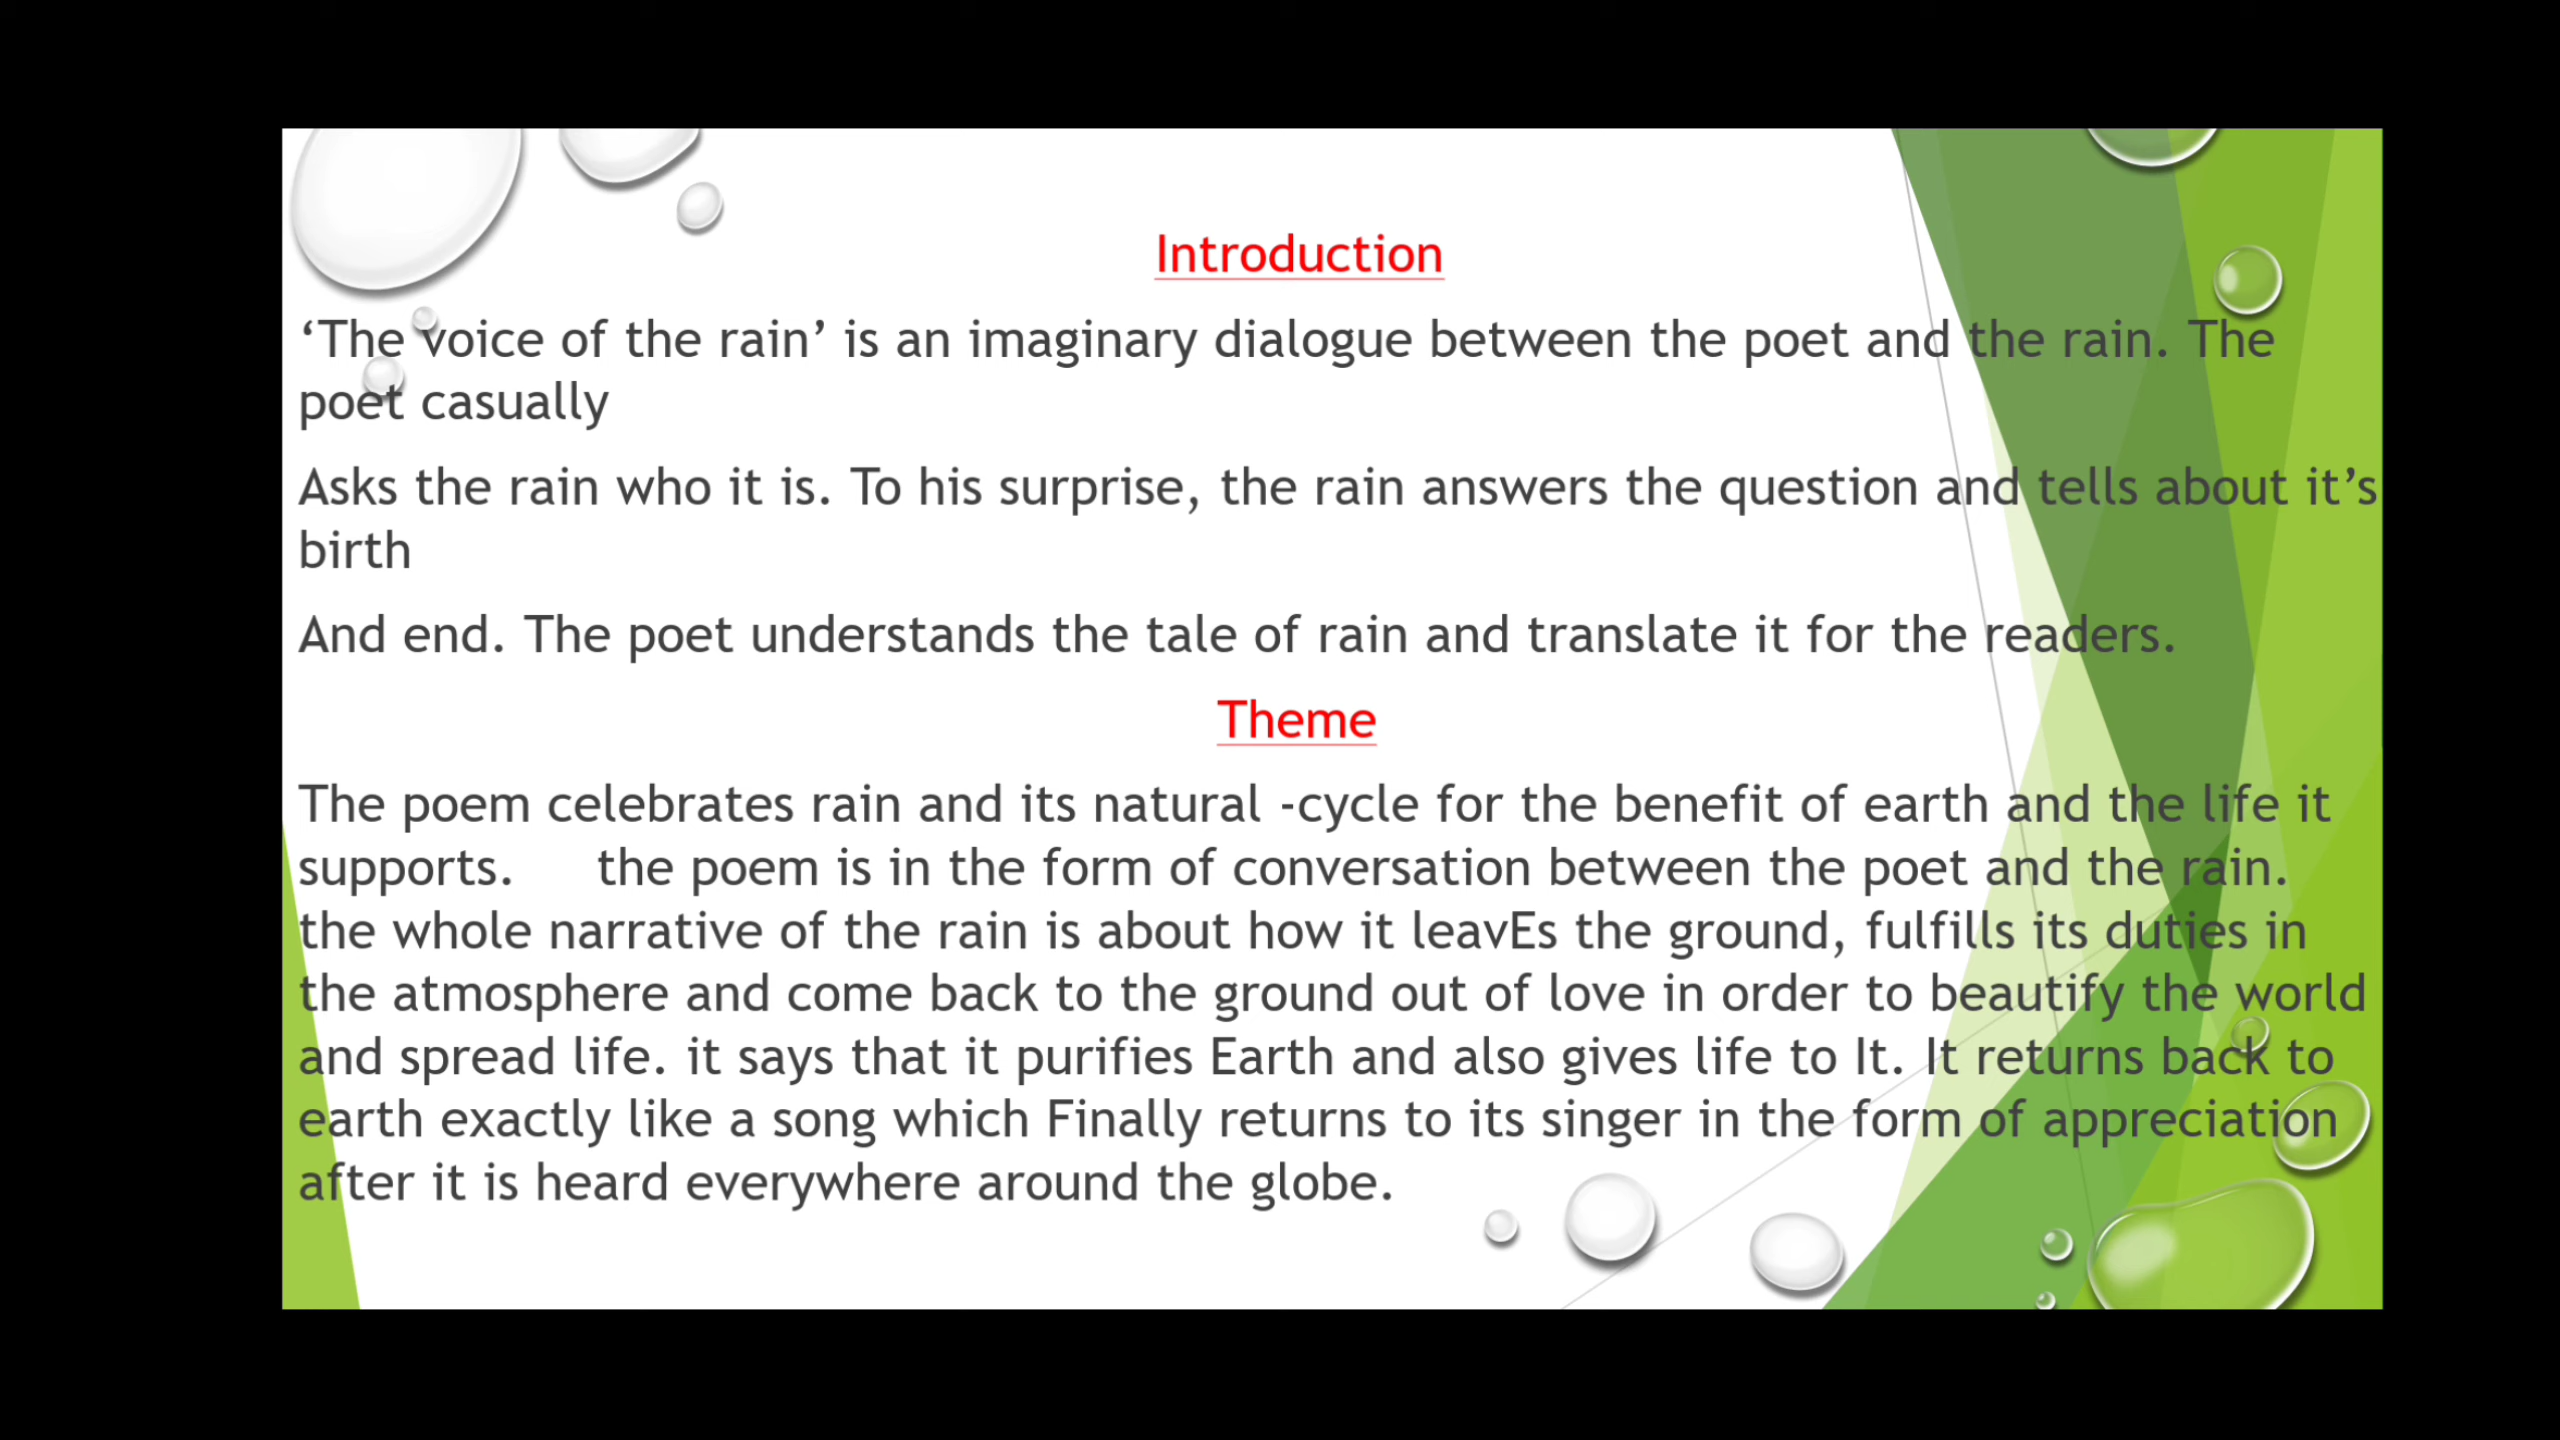 Introduction
‘The voice of the rain’ is an imaginary dialogue between the poet and the rain. The
poet casually
Asks the rain who it is. To his surprise, the rain answers the question and tells about it’s
birth
And end. The poet understands the tale of rain and translate it for the readers.
Theme
The poem celebrates rain and its natural -cycle for the benefit of earth and the life it
supports. the poem is in the form of conversation between the poet and the rain.
the whole narrative of the rain is about how it leavEs the ground, fulfills its duties in
the atmosphere and come back to the ground out of love in order to beautify the world
and spread life. it says that it purifies Earth and also gives life to It. It returns back to
earth exactly like a song which Finally returns to its singer in the form of appreciation
after it is heard everywhere around the globe.